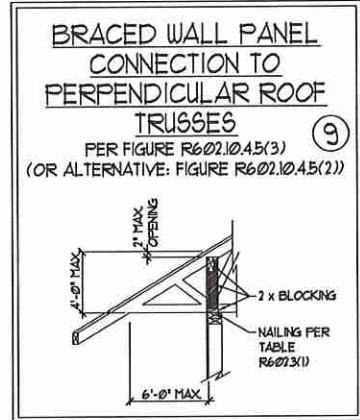 BRACED WALL PANEL
CONNECTION TO
PERPENDICULAR ROOF
TRUSSES
9
PER FIGURE R602.10.4.5(3)
(OR ALTERNATIVE: FIGURE R602.10.4.5(2))
2" MAX.
OPENING
4'-0" MAX.
2 x BLOCKING
NAILING PER
TABLE
R602.3(1)
6'-0" MAX.